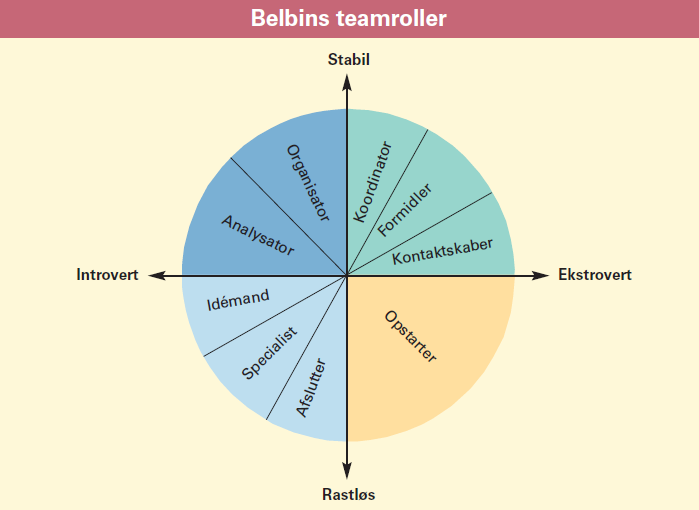 Belbins teamroller
Stabil
Organisator
Koordinator
Formidler
Analysator
Kontaktskaber
Introvert
Ekstrovert
Idémand
Opstarter
Specialist
Afslutter
Rastløs